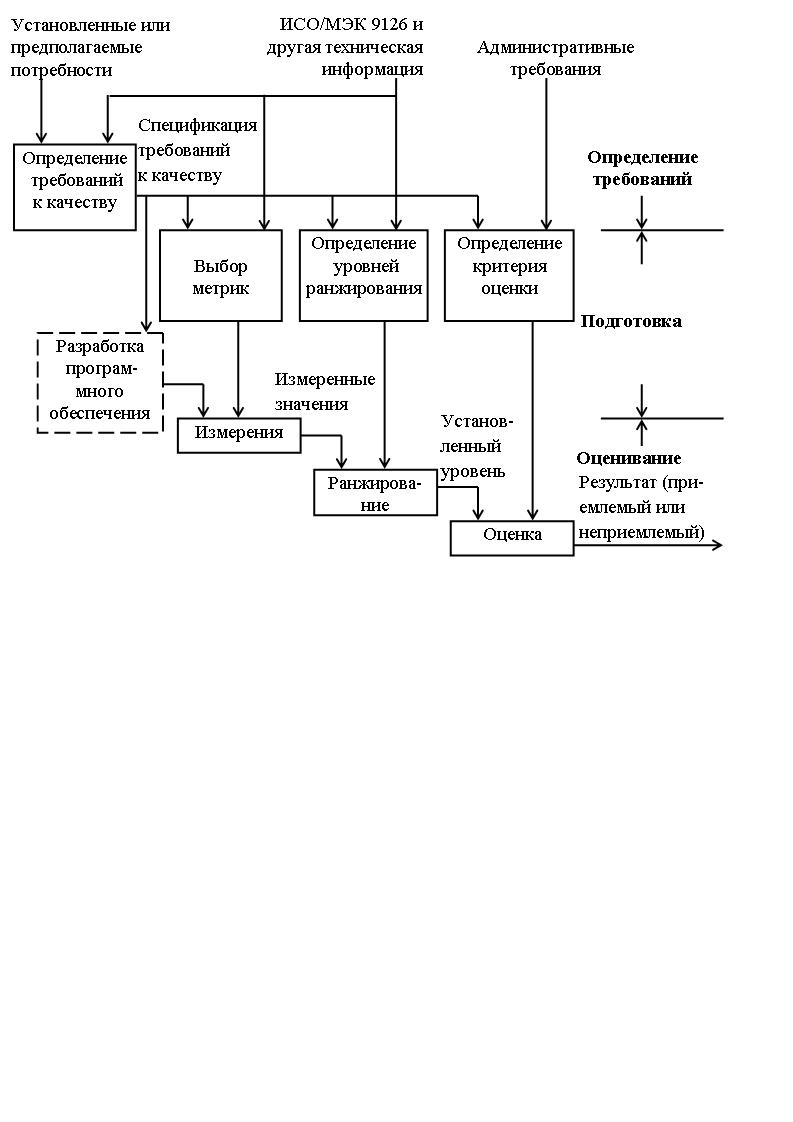 Установленные или
предполагаемые
потребности
ИСО/МЭК 9126 и
другая техническая
информация
Административные
требования
Спецификация
требований
к качеству
Определение
требований
к качеству
Определение
требований
Выбор
метрик
Определение
уровней
ранжирования
Определение
критерия
оценки
Подготовка
Разработка
програм-
много
обеспечения
Измеренные
значения
Измерения
Установ-
ленный
уровень
Ранжирова-
ние
Оценивание
Результат (при-
емлемый или
неприемлемый)
Оценка